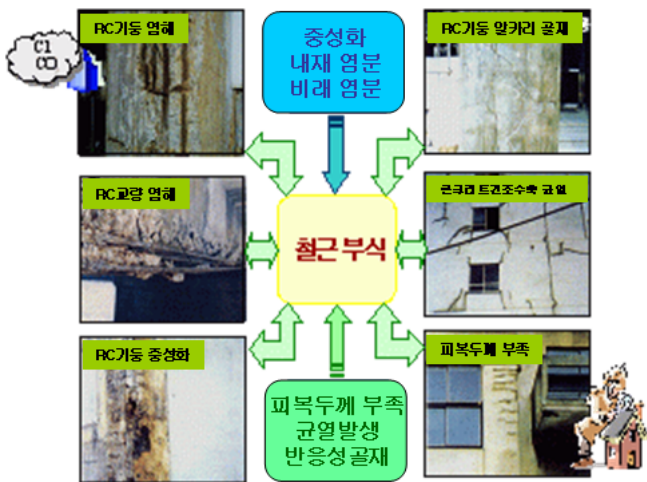 Cl
RC기둥 염해
중성화
내재 염분
비래 염분
RC기둥 알카리 골재
RC교량 염해
철근 부식
콘크리트건조수축 균열
RC기둥 중성화
피복두께 부족
균열발생
반응성골재
피복두께 부족